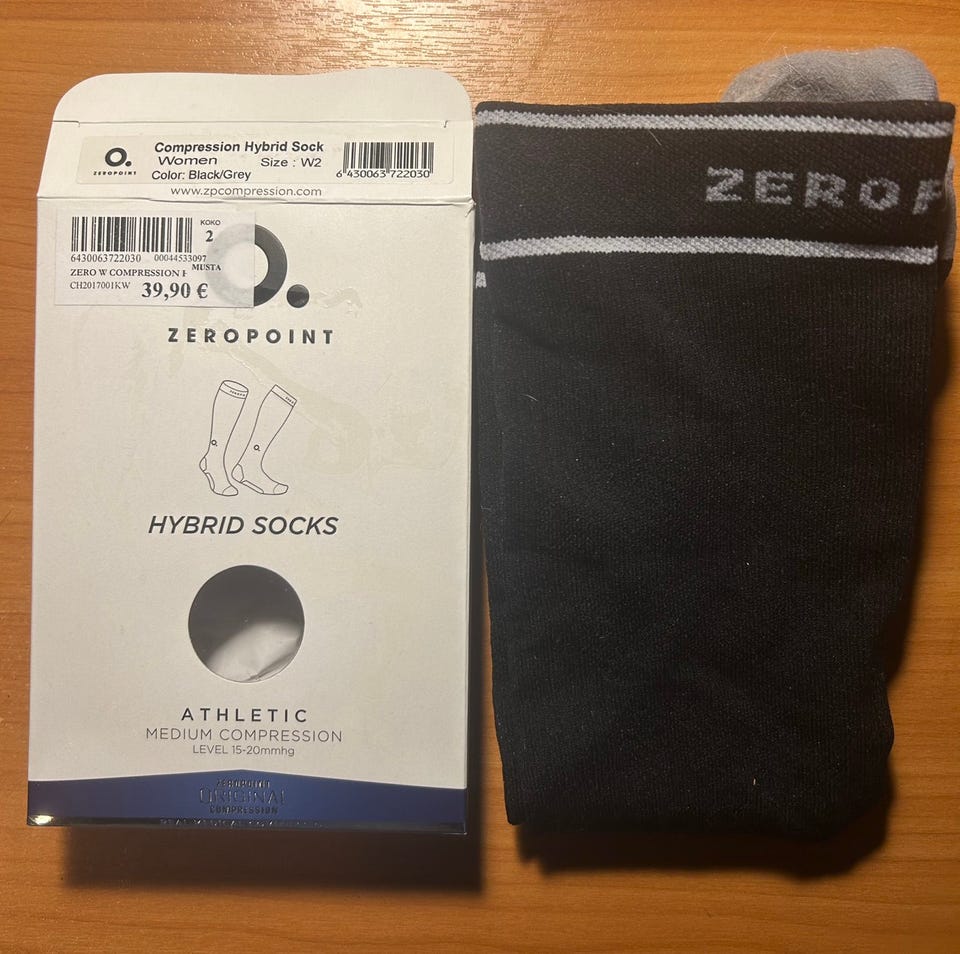 O.
ZEROPOINT
Compression Hybrid Sock
Women Size : W2
Color: Black/Grey
6 430063 722030
www.zpcompression.com
KOKO
2
6430063722030 00044533097
MUSTA
ZERO W COMPRESSION
CH2017001KW 39,90 €
ZEROPOINT
HYBRID SOCKS
ATHLETIC
MEDIUM COMPRESSION
LEVEL 15-20mmhg
ZEROPOINT
ORIGINAL
COMPRESSION
ZEROP